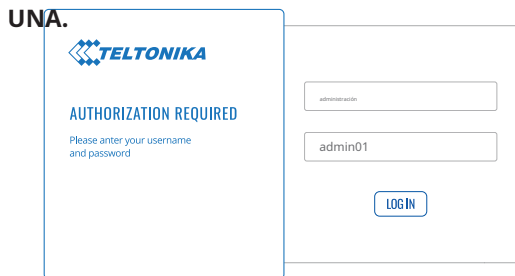 UNA.
TELTONIKA
AUTHORIZATION REQUIRED
Please anter your username
and password
administración
admin01
LOG IN